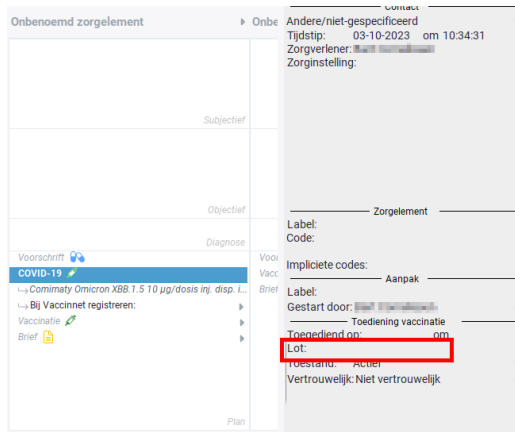 Onbenoemd zorgelement
Onbe
Subjectief
Objectief
Diagnose
Voorschrift
Voor
COVID-19
Vacc
Comirnaty Omicron XBB.1.5 10 µg/dosis inj. disp. i...
Brief
Bij Vaccinnet registreren:
Vaccinatie
Brief
Plan
Contact
Andere/niet-gespecificeerd
Tijdstip: 03-10-2023 om 10:34:31
Zorgverlener:
Zorginstelling:
Zorgelement
Label:
Code:
Impliciete codes:
Aanpak
Label:
Gestart door:
Toediening vaccinatie
Toegediend op: om
Lot:
Toestand: Actief
Vertrouwelijk: Niet vertrouwelijk